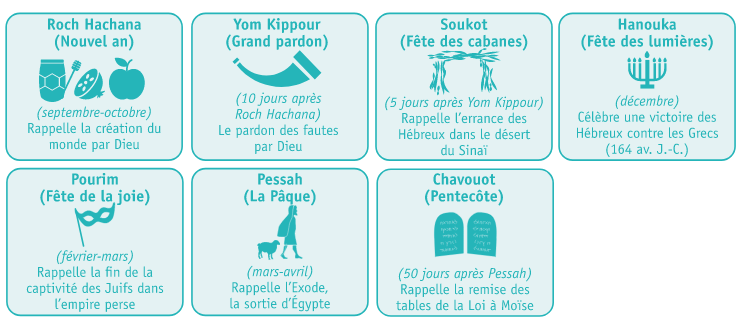 Roch Hachana
(Nouvel an)
(septembre-octobre)
Rappelle la création du
monde par Dieu
Yom Kippour
(Grand pardon)
(10 jours après
Roch Hachana)
Le pardon des fautes
par Dieu
Soukot
(Fête des cabanes)
(5 jours après Yom Kippour)
Rappelle l'errance des
Hébreux dans le désert
du Sinaï
Hanouka
(Fête des lumières)
(décembre)
Célèbre une victoire des
Hébreux contre les Grecs
(164 av. J.-C.)
Pourim
(Fête de la joie)
(février-mars)
Rappelle la fin de la
captivité des Juifs dans
l'empire perse
Pessah
(La Pâque)
(mars-avril)
Rappelle l'Exode,
la sortie d'Égypte
Chavouot
(Pentecôte)
(50 jours après Pessah)
Rappelle la remise des
tables de la Loi à Moïse